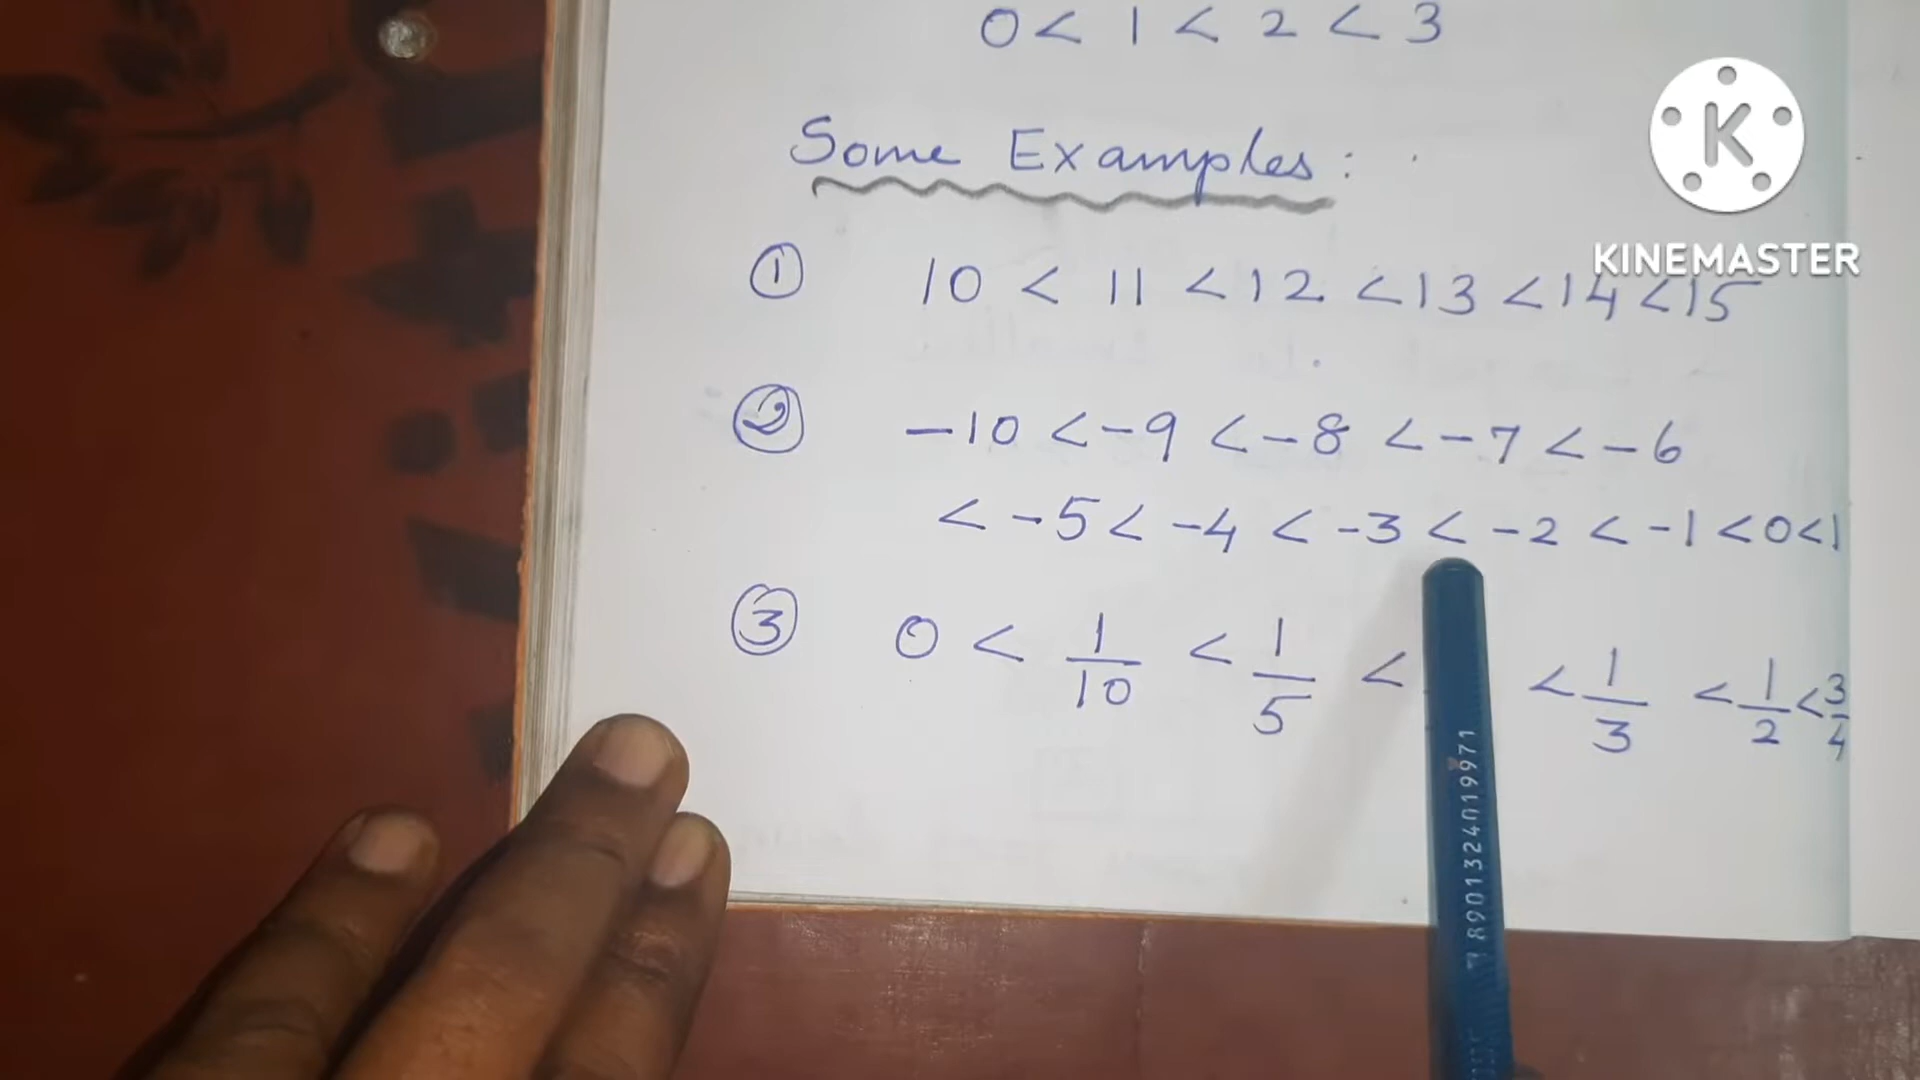 0 < 1 < 2 < 3
Some Examples:
KINEMASTER
① 10 < 11 < 12 < 13 < 14 < 15
② -10 < -9 < -8 < -7 < -6
< -5 < -4 < -3 < -2 < -1 < 0 < 1
③ 0 < 1/10 < 1/5 < < 1/3 < 1/2 < 3/4
8901324019971